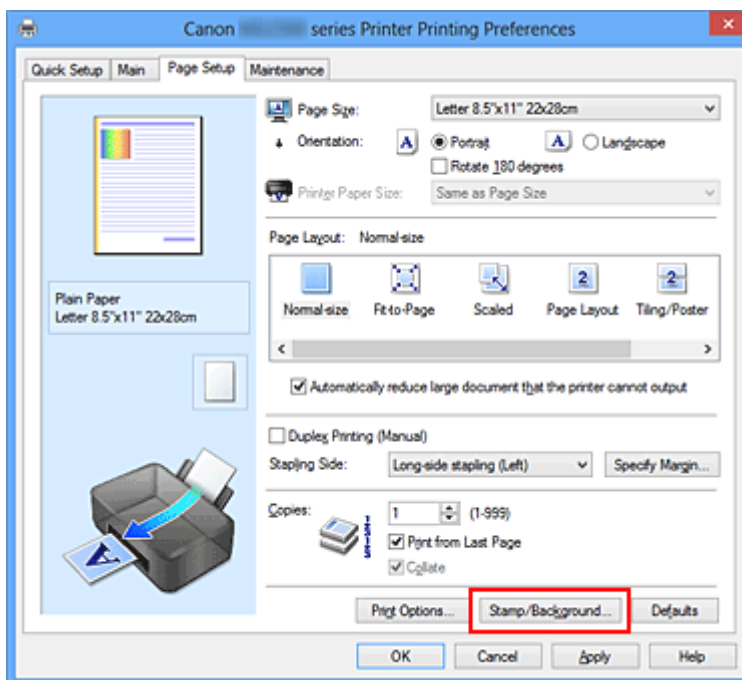 Canon series Printer Printing Preferences
Quick Setup Main Page Setup Maintenance
Page Size: Letter 8.5"x11" 22x28cm
Orientation: A Portrait A Landscape
Rotate 180 degrees
Printer Paper Size: Same as Page Size
Page Layout: Normal-size
Normal-size Fit-to-Page Scaled Page Layout Tiling/Poster
Automatically reduce large document that the printer cannot output
Plain Paper
Letter 8.5"x11" 22x28cm
Duplex Printing (Manual)
Stapling Side: Long-side stapling (Left) Specify Margin...
Copies: 1 (1-999)
Print from Last Page
Collate
Print Options... Stamp/Background... Defaults
OK Cancel Apply Help